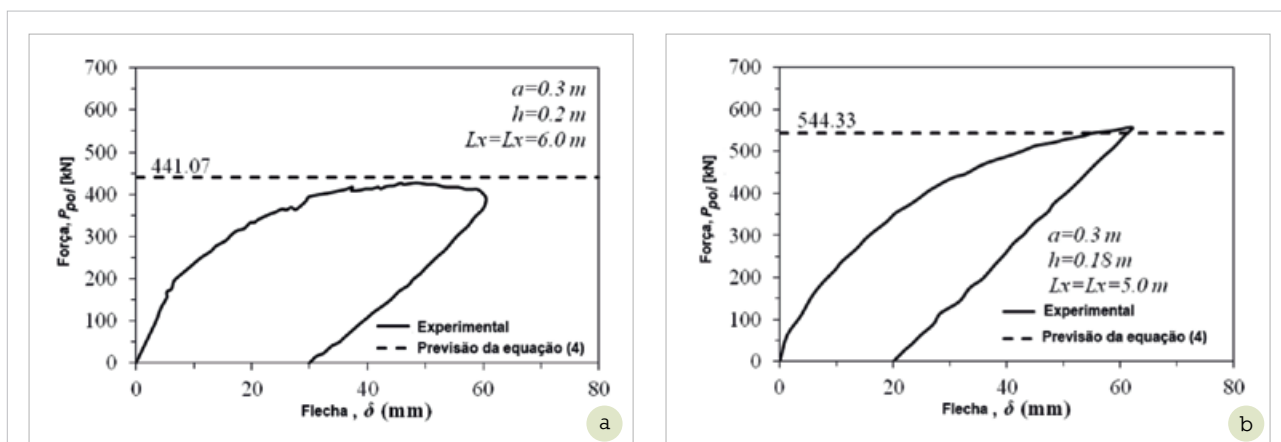 700
600
500
400
300
200
100
0
Força, Ppol [kN]
441.07
a=0.3 m
h=0.2 m
Lx=Lx=6.0 m
Experimental
Previsão da equação (4)
0 20 40 60 80
Flecha , δ (mm)
a
700
600
500
400
300
200
100
0
Força, Ppol [kN]
544.33
a=0.3 m
h=0.18 m
Lx=Lx=5.0 m
Experimental
Previsão da equação (4)
0 20 40 60 80
Flecha , δ (mm)
b